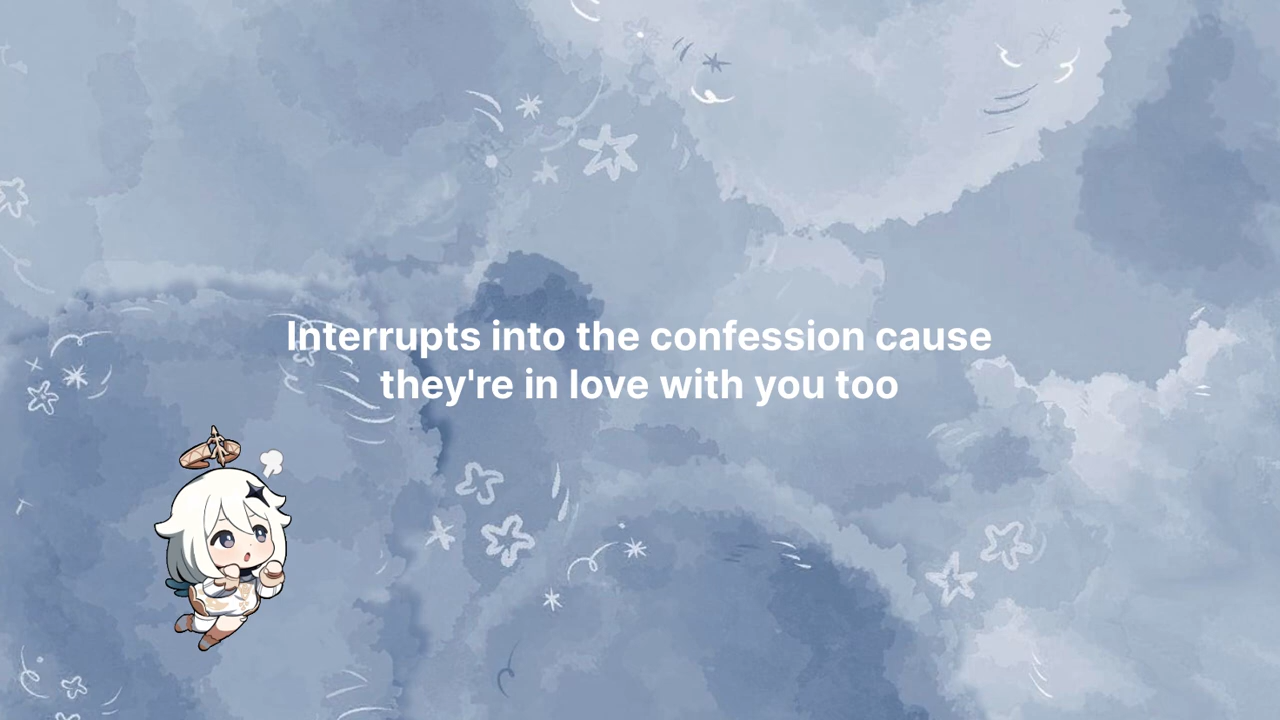 Interrupts into the confession cause
they're in love with you too